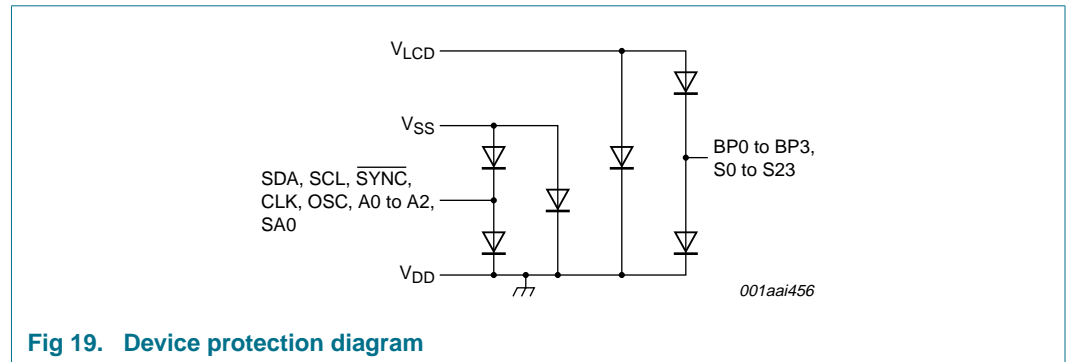 VLCD
VSS
BP0 to BP3,
S0 to S23
SDA, SCL, SYNC,
CLK, OSC, A0 to A2,
SA0
VDD
001aai456
Fig 19. Device protection diagram